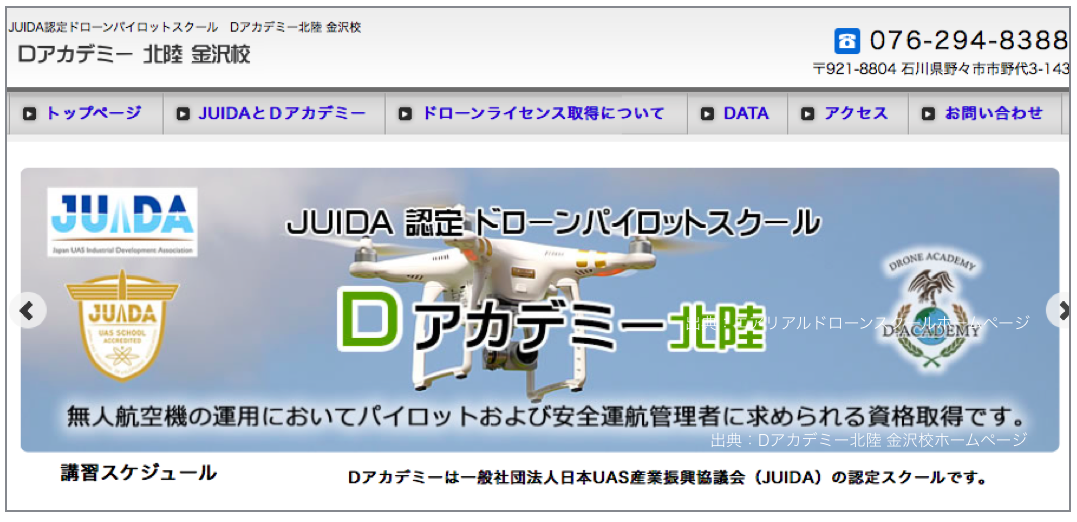 JUIDA認定ドローンパイロットスクール　Dアカデミー北陸 金沢校
Dアカデミー 北陸 金沢校
076-294-8388
〒921-8804 石川県野々市市野代3-143
トップページ
JUIDAとDアカデミー
ドローンライセンス取得について
DATA
アクセス
お問い合わせ
JUIDA
Japan UAS Industrial Development Association
JUIDA 認定 ドローンパイロットスクール
JUIDA
UAS SCHOOL
ACCREDITED
Dアカデミー北陸
DRONE ACADEMY
D ACADEMY
出典：エアリアルドローンスクールホームページ
無人航空機の運用においてパイロットおよび安全運航管理者に求められる資格取得です。
出典：Dアカデミー北陸 金沢校ホームページ
講習スケジュール
Dアカデミーは一般社団法人日本UAS産業振興協議会（JUIDA）の認定スクールです。